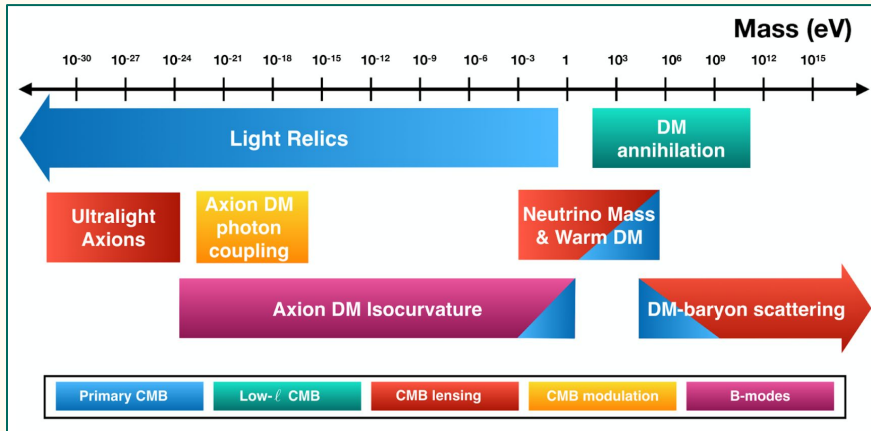 Mass (eV)
10⁻³⁰ 10⁻²⁷ 10⁻²⁴ 10⁻²¹ 10⁻¹⁸ 10⁻¹⁵ 10⁻¹² 10⁻⁹ 10⁻⁶ 10⁻³ 1 10³ 10⁶ 10⁹ 10¹² 10¹⁵
Light Relics
DM
annihilation
Ultralight
Axions
Axion DM
photon
coupling
Neutrino Mass
& Warm DM
Axion DM Isocurvature
DM-baryon scattering
Primary CMB
Low-ℓ CMB
CMB lensing
CMB modulation
B-modes